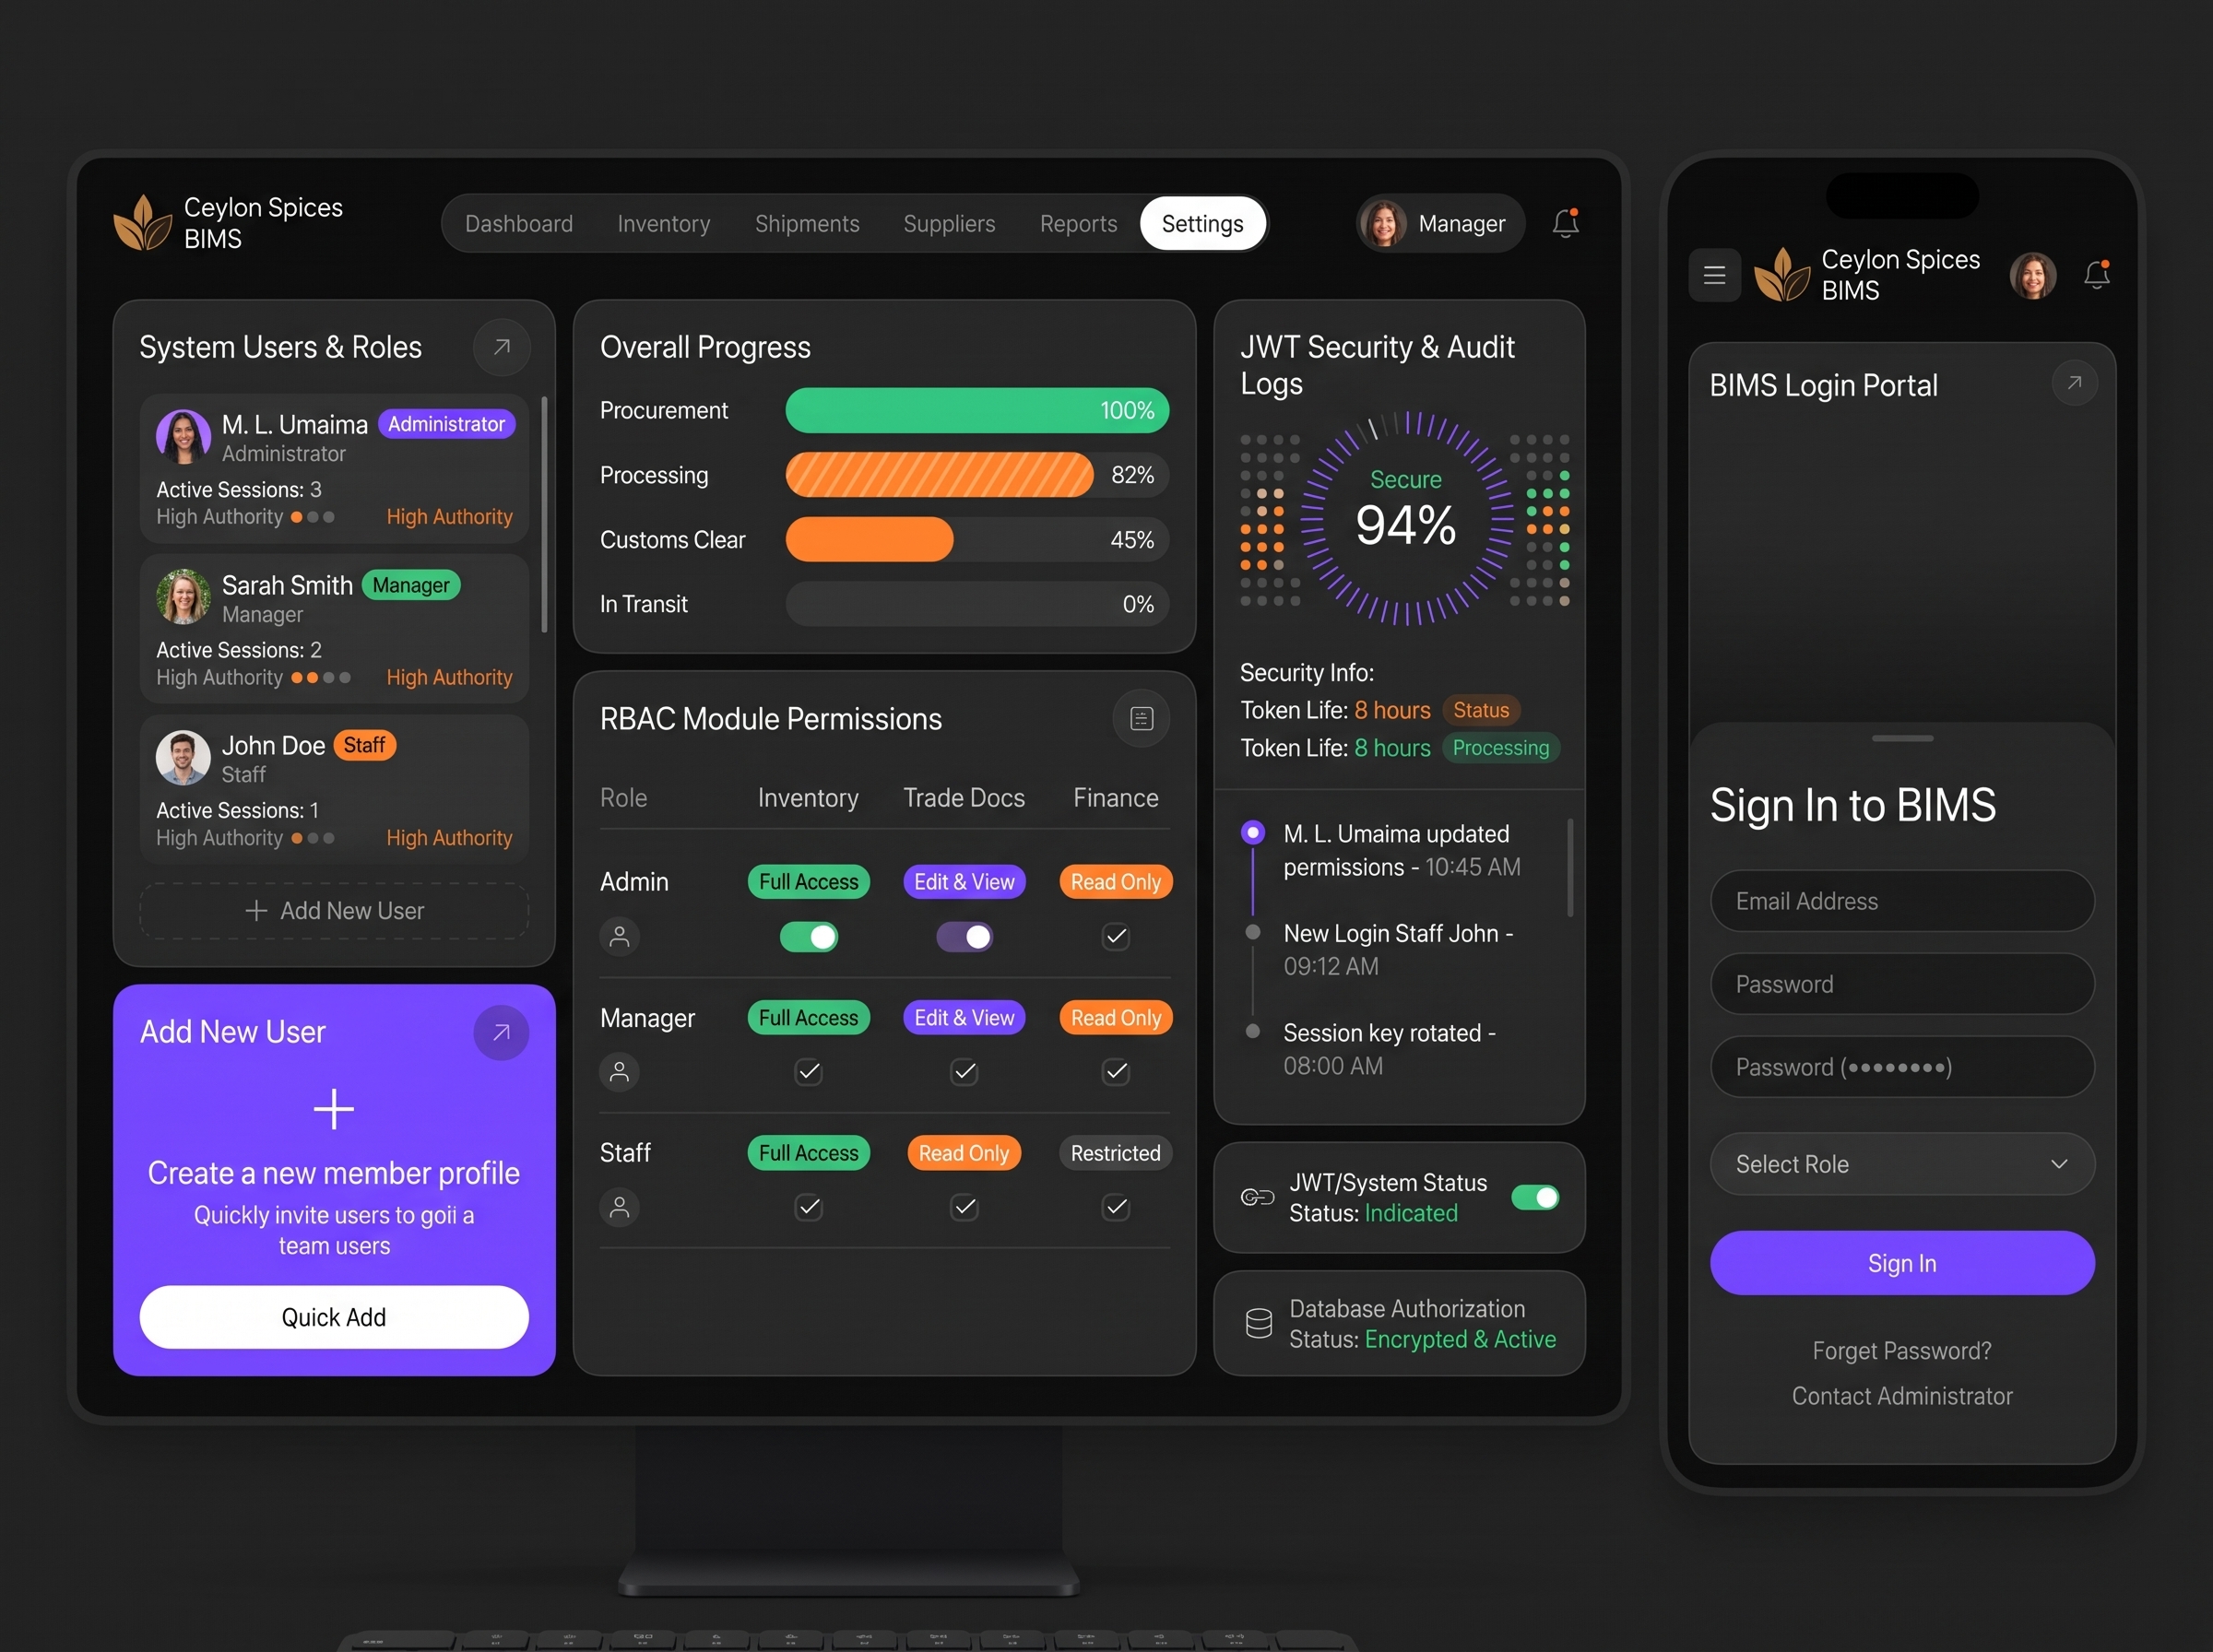 Ceylon Spices
BIMS
Dashboard
Inventory
Shipments
Suppliers
Reports
Settings
Manager
System Users & Roles
M. L. Umaima
Administrator
Administrator
Active Sessions: 3
High Authority
High Authority
Sarah Smith
Manager
Manager
Active Sessions: 2
High Authority
High Authority
John Doe
Staff
Staff
Active Sessions: 1
High Authority
High Authority
+ Add New User
Add New User
Create a new member profile
Quickly invite users to goii a
team users
Quick Add
Overall Progress
Procurement 100%
Processing 82%
Customs Clear 45%
In Transit 0%
RBAC Module Permissions
Role Inventory Trade Docs Finance
Admin Full Access Edit & View Read Only
Manager Full Access Edit & View Read Only
Staff Full Access Read Only Restricted
JWT Security & Audit
Logs
Secure
94%
Security Info:
Token Life: 8 hours Status
Token Life: 8 hours Processing
M. L. Umaima updated
permissions - 10:45 AM
New Login Staff John -
09:12 AM
Session key rotated -
08:00 AM
JWT/System Status
Status: Indicated
Database Authorization
Status: Encrypted & Active
Ceylon Spices
BIMS
BIMS Login Portal
Sign In to BIMS
Email Address
Password
Password (••••••••)
Select Role
Sign In
Forget Password?
Contact Administrator